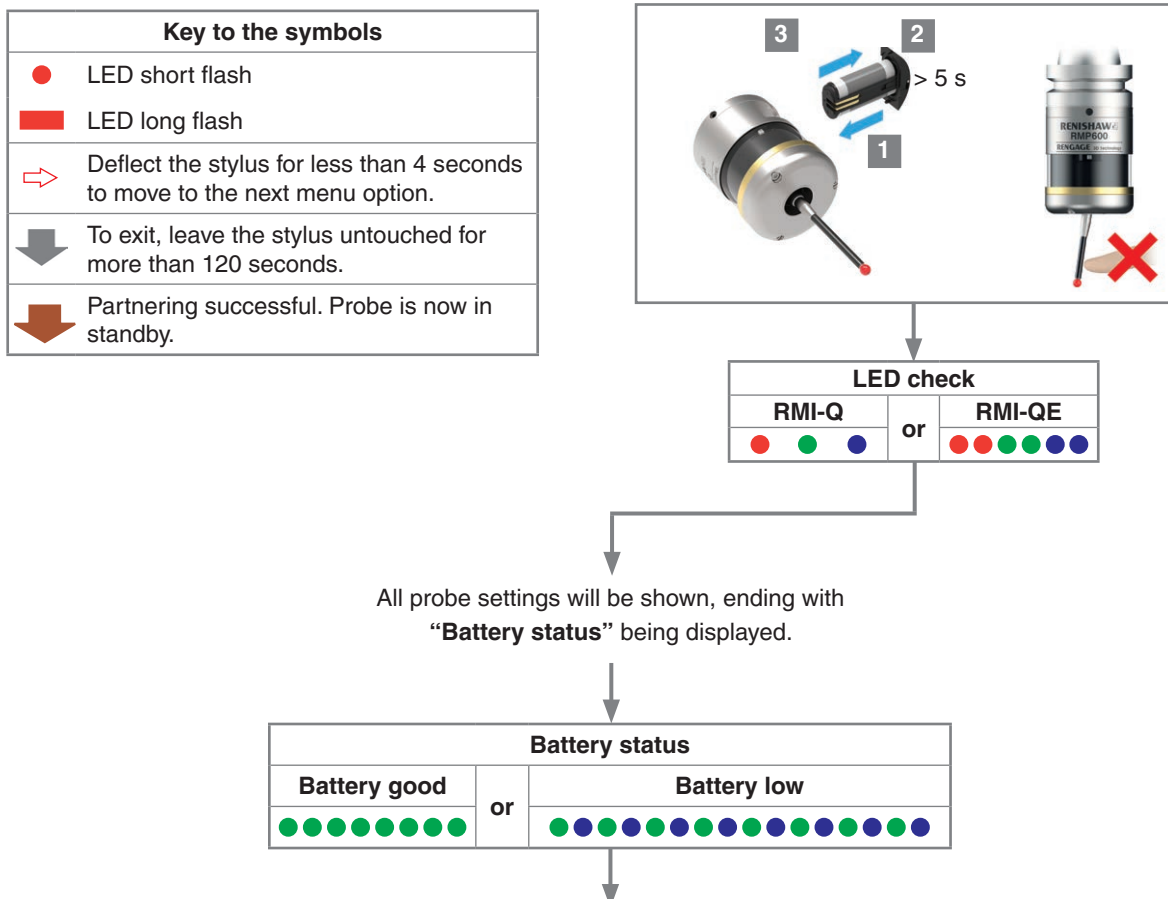 Key to the symbols
LED short flash
LED long flash
Deflect the stylus for less than 4 seconds
to move to the next menu option.
To exit, leave the stylus untouched for
more than 120 seconds.
Partnering successful. Probe is now in
standby.
3
2
> 5 s
1
RENISHAW
RMP600
RENGAGE
LED check
RMI-Q
or
RMI-QE
All probe settings will be shown, ending with
“Battery status” being displayed.
Battery status
Battery good
or
Battery low